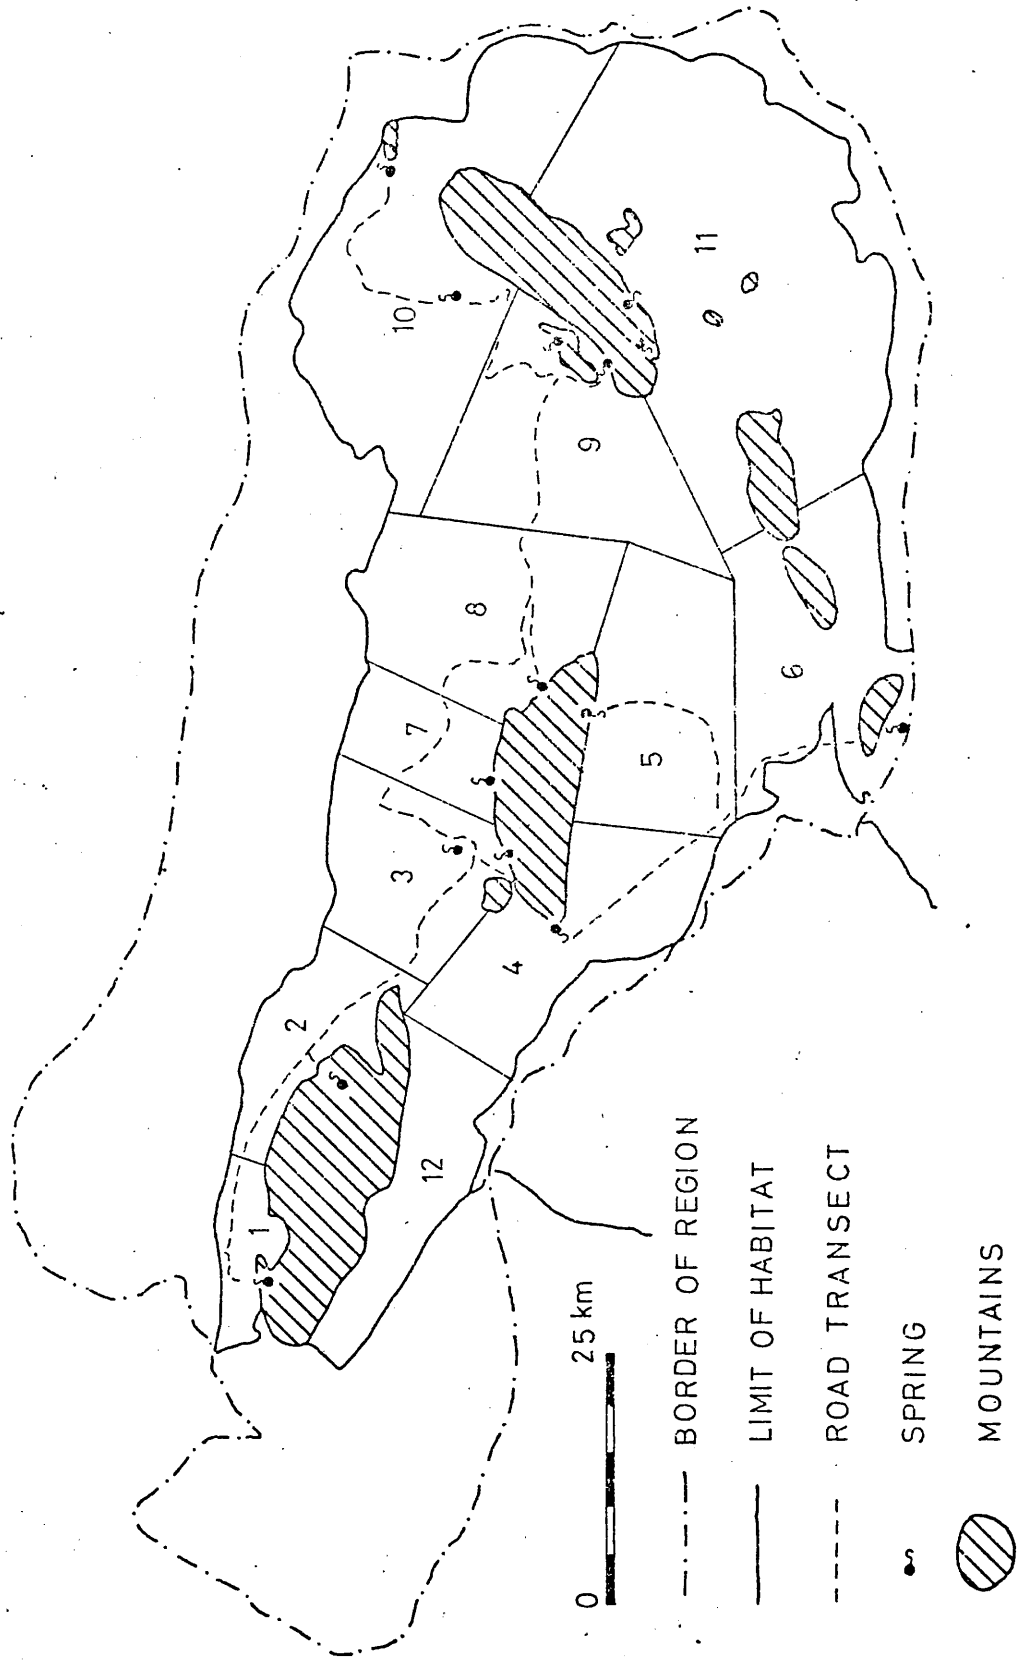 1
2
3
4
5
6
7
8
9
10
11
12
0 25 km
BORDER OF REGION
LIMIT OF HABITAT
ROAD TRANSECT
SPRING
MOUNTAINS